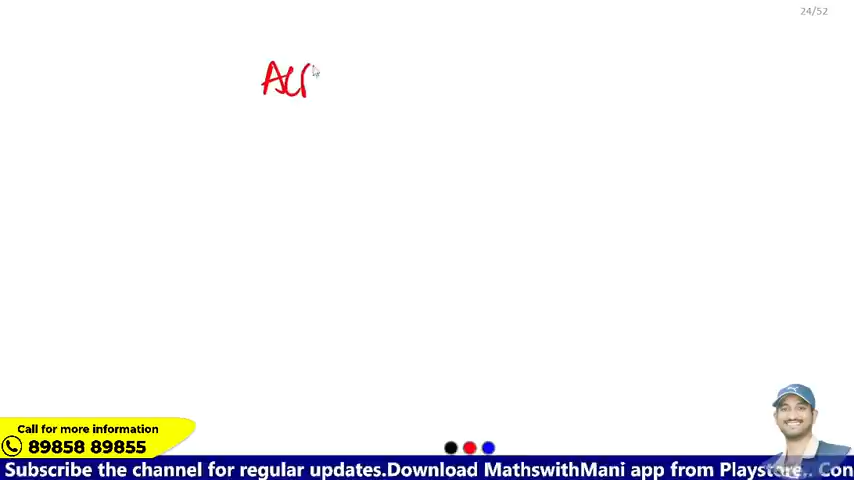 24/52
Call for more information
89858 89855
Subscribe the channel for regular updates.Download MathswithMani app from Playstore.. Con